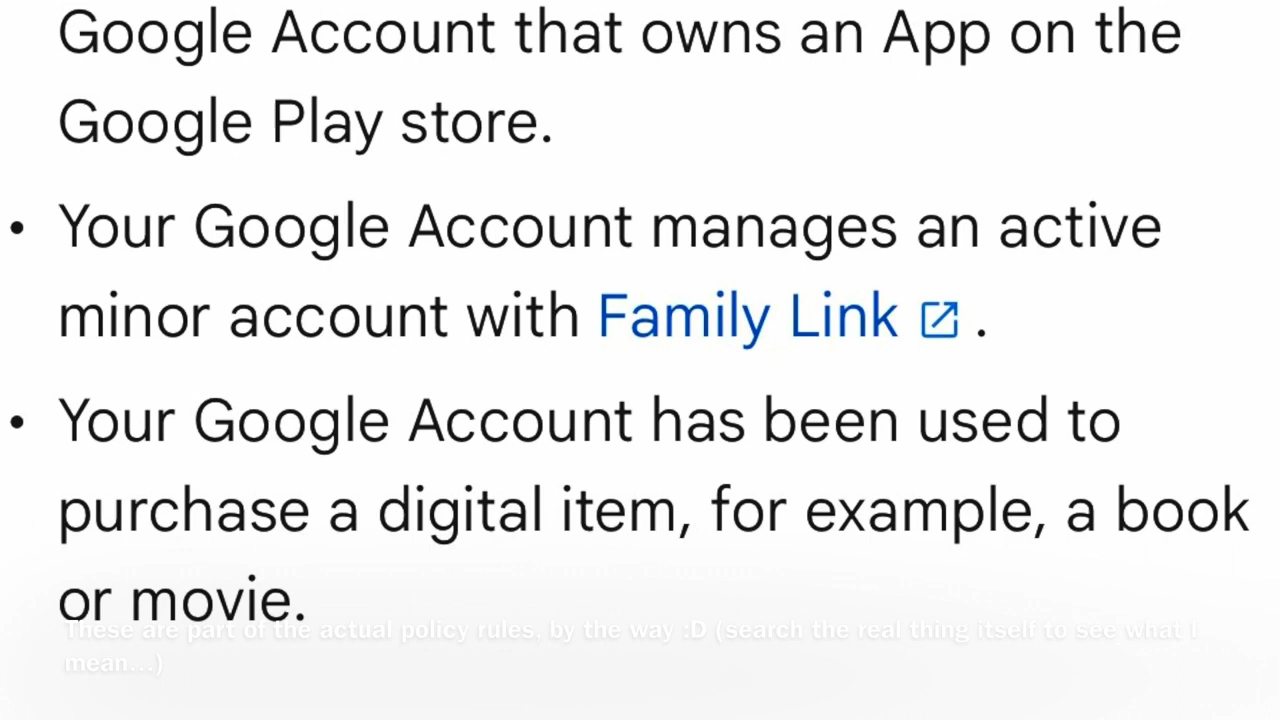 Google Account that owns an App on the
Google Play store.
• Your Google Account manages an active
minor account with Family Link .
• Your Google Account has been used to
purchase a digital item, for example, a book
or movie.
These are part of the actual policy rules, by the way :D (search the real thing itself to see what I
mean...)